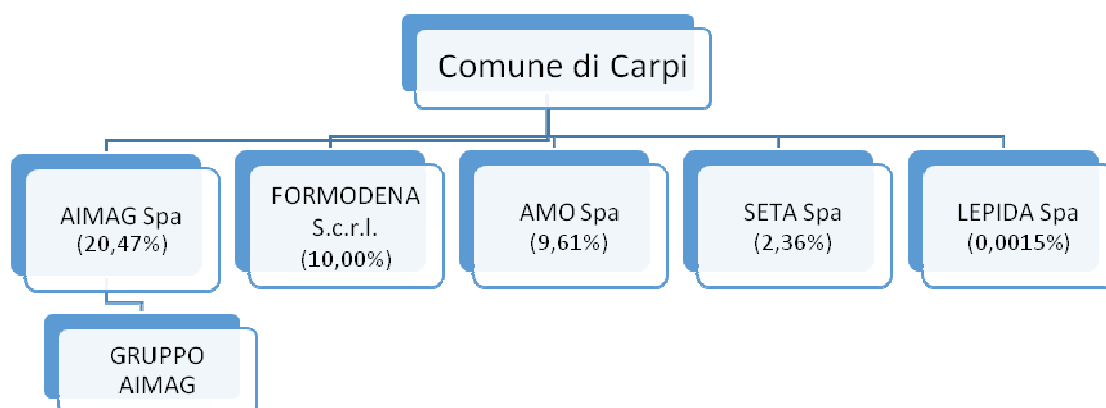 Comune di Carpi
AIMAG Spa
(20,47%)
FORMODENA
S.c.r.l.
(10,00%)
AMO Spa
(9,61%)
SETA Spa
(2,36%)
LEPIDA Spa
(0,0015%)
GRUPPO
AIMAG